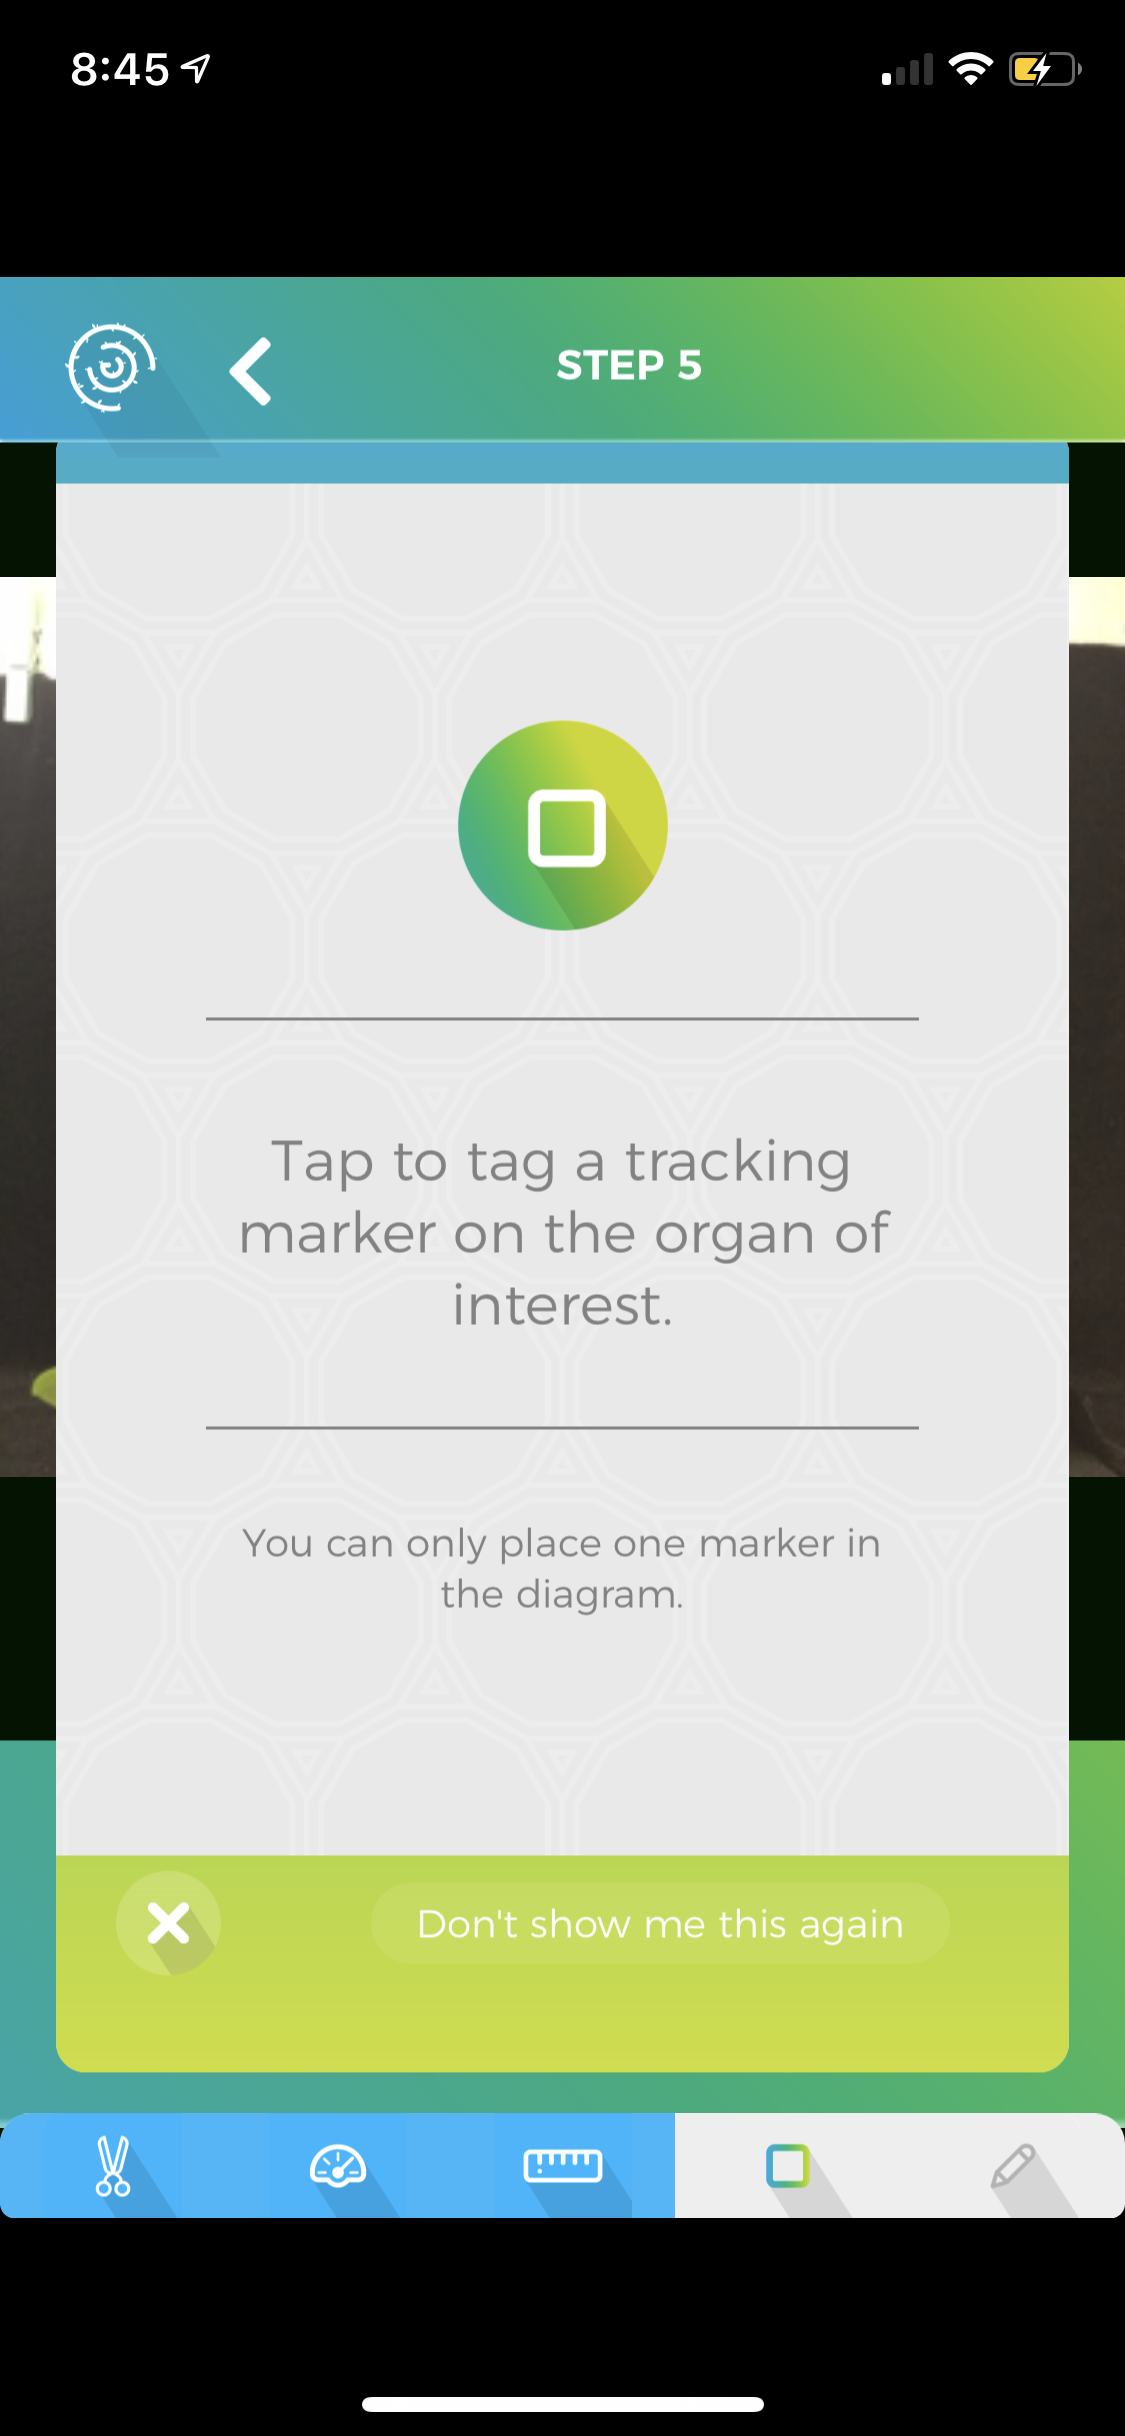 8:45
STEP 5
Tap to tag a tracking
marker on the organ of
interest.
You can only place one marker in
the diagram.
Don't show me this again